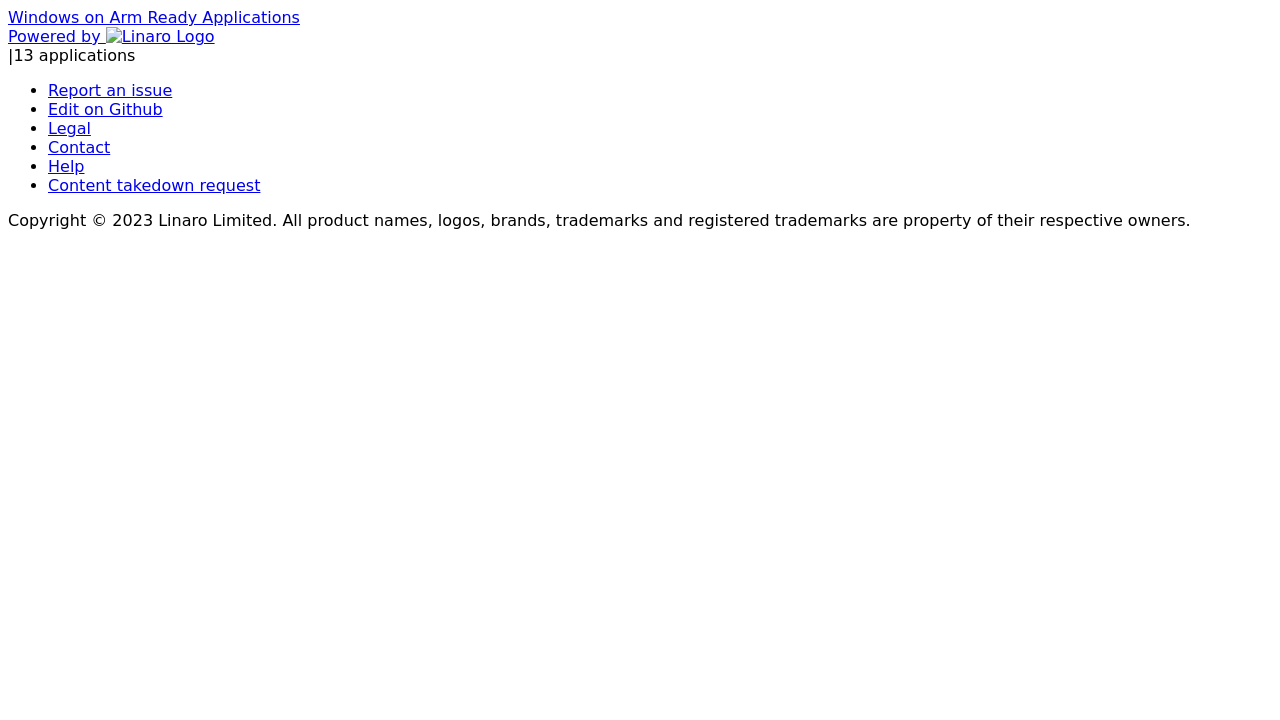 Windows on Arm Ready Applications
Powered by Linaro Logo
|13 applications
Report an issue
Edit on Github
Legal
Contact
Help
Content takedown request
Copyright © 2023 Linaro Limited. All product names, logos, brands, trademarks and registered trademarks are property of their respective owners.